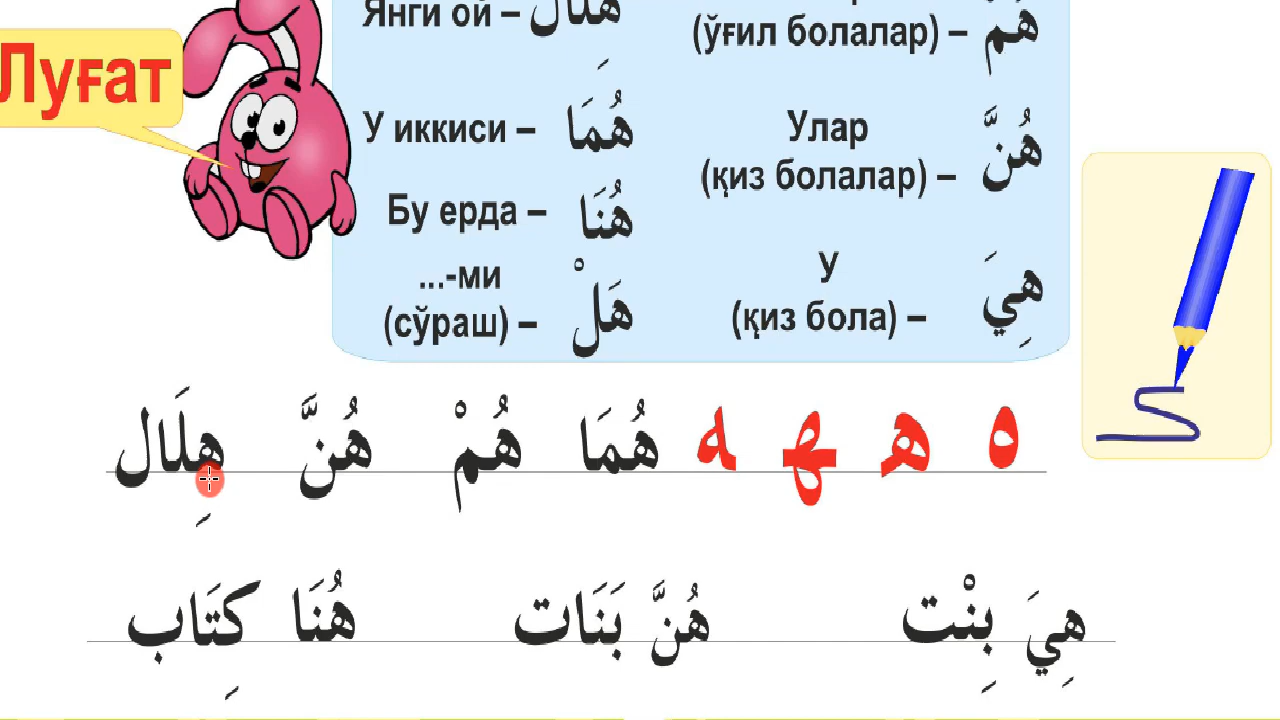 Луғат
Янги ой – هِلَال
(ўғил болалар) – هُمْ
У иккиси – هُمَا
Улар
(қиз болалар) – هُنَّ
Бу ерда – هُنَا
...-ми
(сўраш) – هَلْ
У
(қиз бола) – هِيَ
ه هـ ـهـ ـه هُمَا هُمْ هُنَّ هِلَال
هِيَ بِنْت هُنَّ بَنَات هُنَا كِتَاب